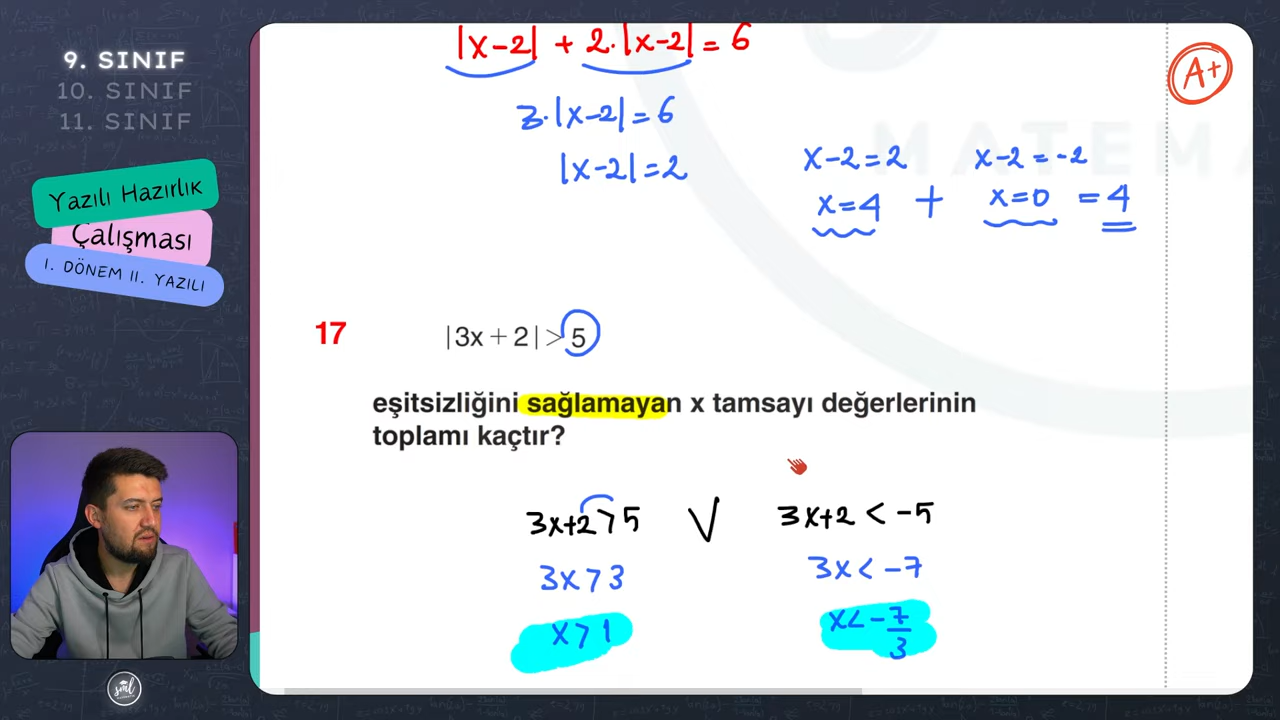 9. SINIF
10. SINIF
11. SINIF
Yazılı Hazırlık
Çalışması
I. DÖNEM II. YAZILI
sml
|x-2| + 2·|x-2| = 6
3·|x-2| = 6
|x-2| = 2
x-2=2 x-2=-2
x=4 + x=0 = 4
A+
MATEMA
17 |3x + 2| > 5
eşitsizliğini sağlamayan x tamsayı değerlerinin
toplamı kaçtır?
3x+2>5 V 3x+2 < -5
3x>3 3x < -7
x>1 x< -7/3